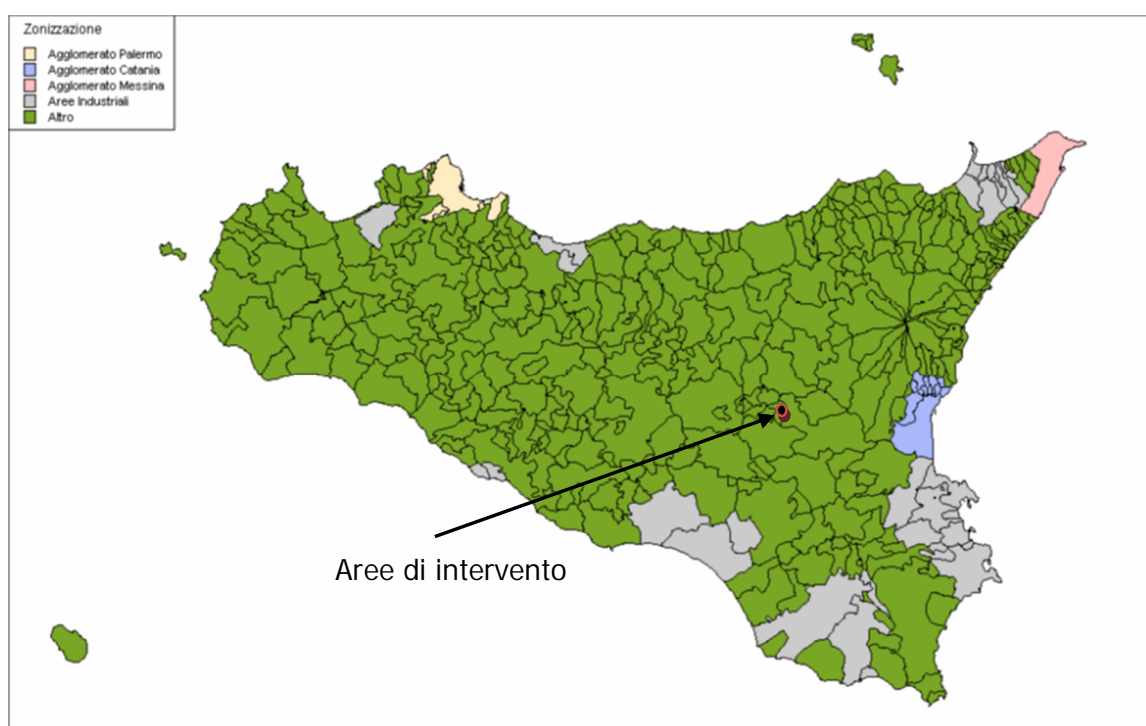 Zonizzazione
Agglomerato Palermo
Agglomerato Catania
Agglomerato Messina
Aree Industriali
Altro
Aree di intervento